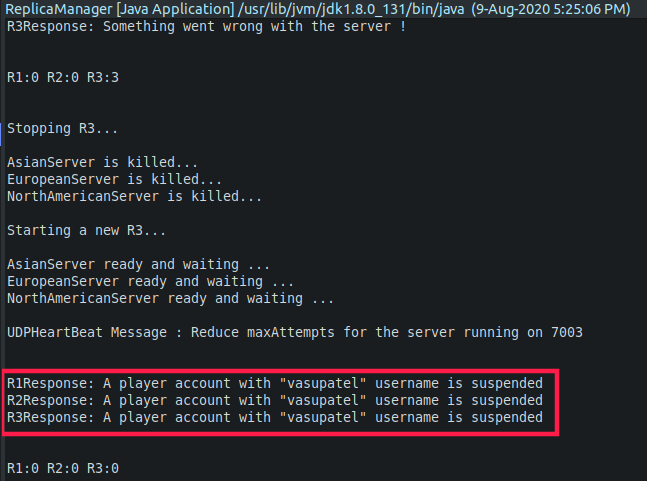 ReplicaManager [Java Application] /usr/lib/jvm/jdk1.8.0_131/bin/java (9-Aug-2020 5:25:06 PM)
R3Response: Something went wrong with the server !
R1:0 R2:0 R3:3
Stopping R3...
AsianServer is killed...
EuropeanServer is killed...
NorthAmericanServer is killed...
Starting a new R3...
AsianServer ready and waiting ...
EuropeanServer ready and waiting ...
NorthAmericanServer ready and waiting ...
UDPHeartBeat Message : Reduce maxAttempts for the server running on 7003
R1Response: A player account with "vasupatel" username is suspended
R2Response: A player account with "vasupatel" username is suspended
R3Response: A player account with "vasupatel" username is suspended
R1:0 R2:0 R3:0